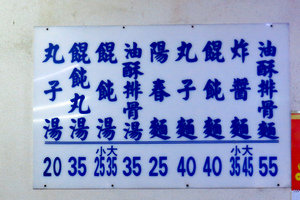 油酥排骨麵 55
炸醬麵 小35 大45
餛飩麵 40
丸子麵 40
陽春麵 25
油酥排骨湯 35
餛飩湯 小25 大35
餛飩丸湯 35
丸子湯 20